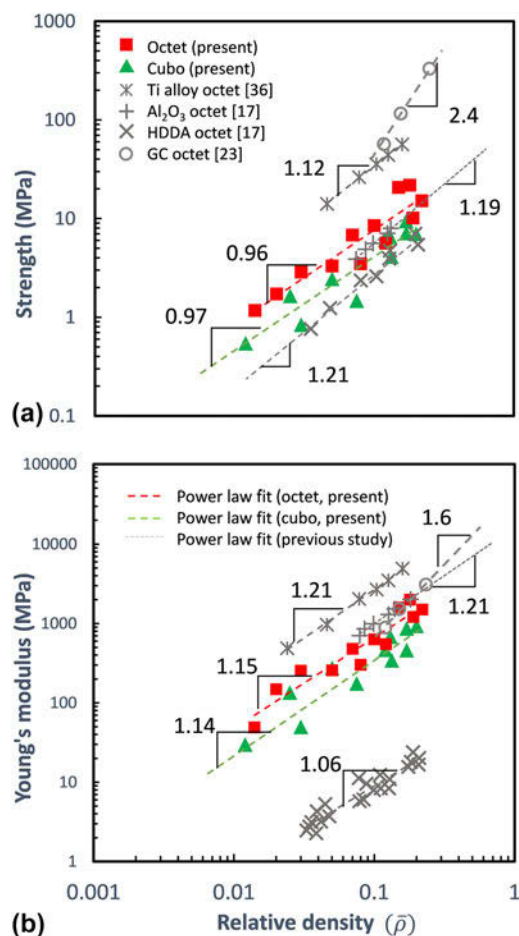 (a)
Strength (MPa)
1000
100
10
1
0.1
Octet (present)
Cubo (present)
Ti alloy octet [36]
Al₂O₃ octet [17]
HDDA octet [17]
GC octet [23]
2.4
1.12
1.19
0.96
0.97
1.21
(b)
Young's modulus (MPa)
100000
10000
1000
100
10
1
Power law fit (octet, present)
Power law fit (cubo, present)
Power law fit (previous study)
1.6
1.21
1.21
1.15
1.14
1.06
0.001
0.01
0.1
1
Relative density (ρ̄)